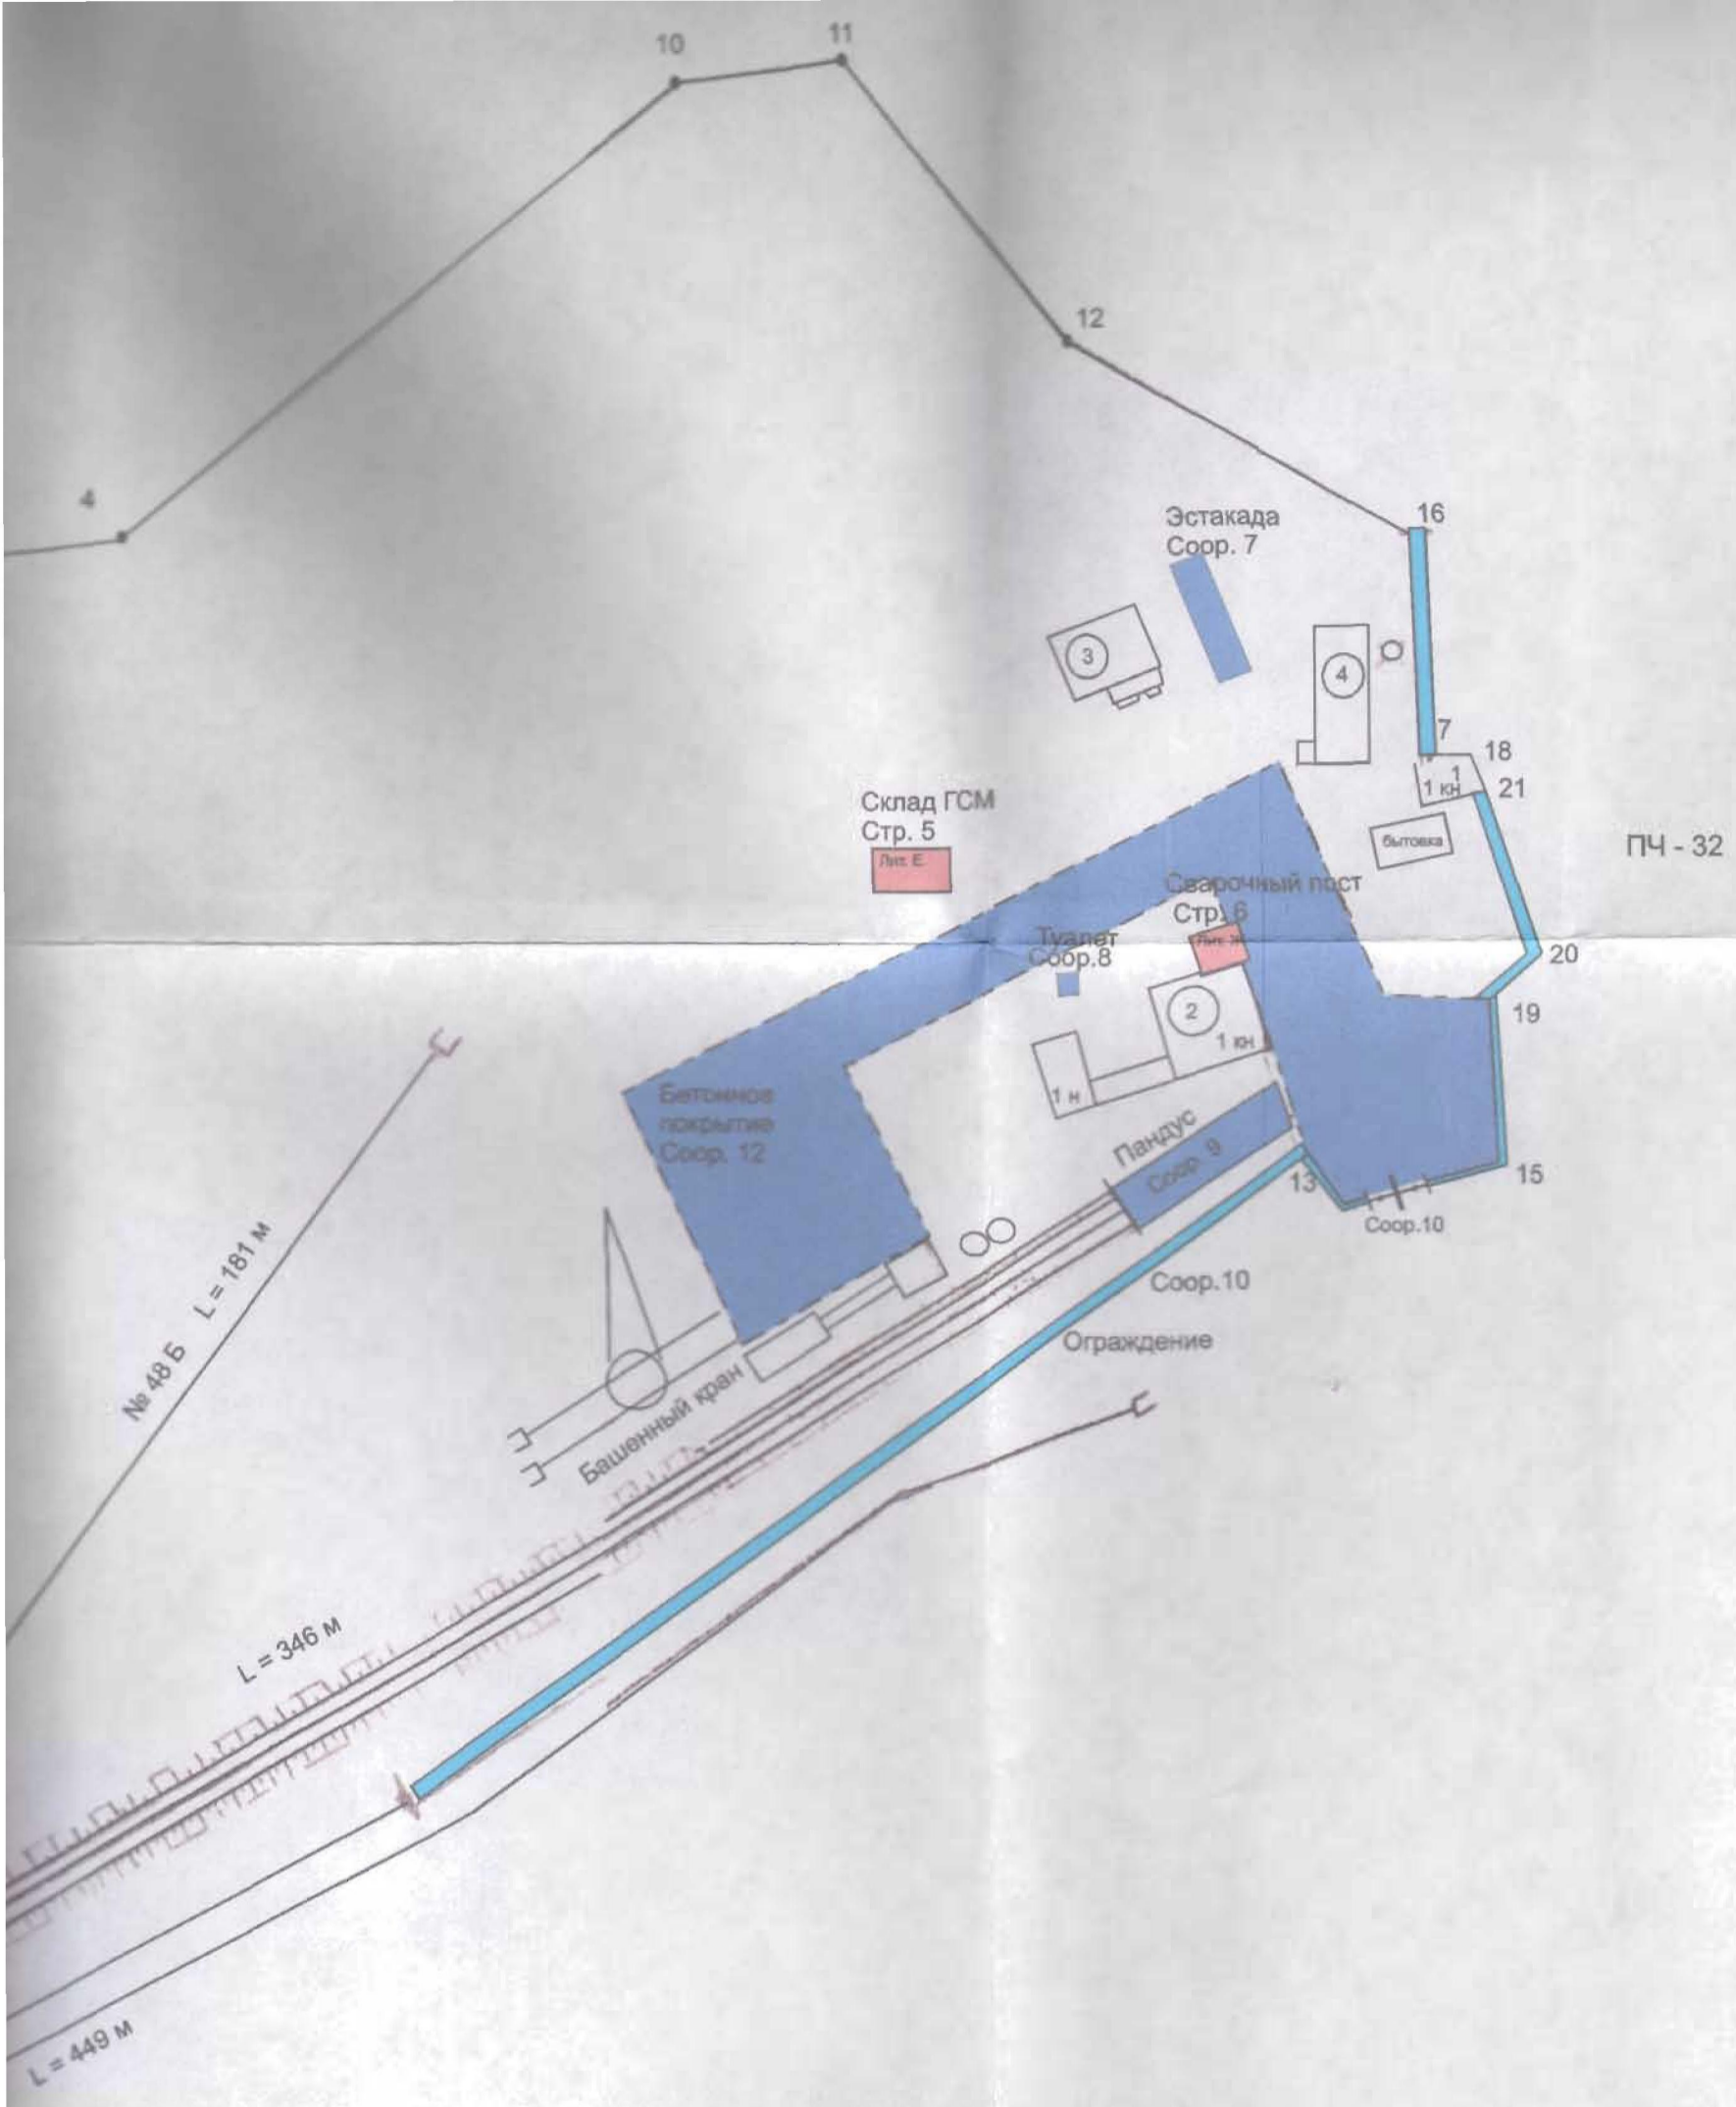 10
11
12
4
16
Эстакада
Соор. 7
3
4
7
18
1
1 кн
21
Склад ГСМ
Стр. 5
Лит. Е
бытовка
ПЧ - 32
Сварочный пост
Стр. 6
Лит. Ж
Туалет
Соор.8
20
2
19
1 кн
1 н
Бетонное
покрытие
Соор. 12
Пандус
Соор. 9
13
15
Соор.10
Соор.10
Ограждение
№ 48 Б L = 181 м
Башенный кран
L = 346 м
L = 449 м